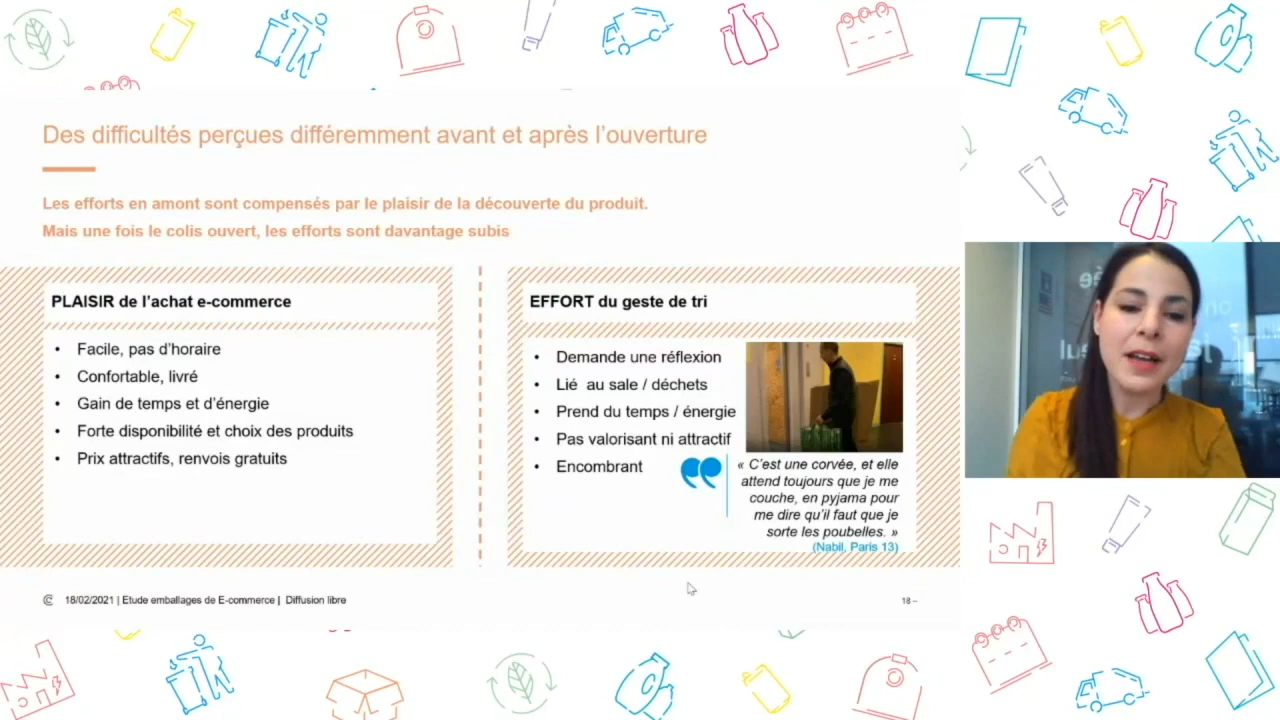 Des difficultés perçues différemment avant et après l'ouverture
Les efforts en amont sont compensés par le plaisir de la découverte du produit.
Mais une fois le colis ouvert, les efforts sont davantage subis
PLAISIR de l'achat e-commerce
• Facile, pas d'horaire
• Confortable, livré
• Gain de temps et d'énergie
• Forte disponibilité et choix des produits
• Prix attractifs, renvois gratuits
EFFORT du geste de tri
• Demande une réflexion
• Lié au sale / déchets
• Prend du temps / énergie
• Pas valorisant ni attractif
• Encombrant
« C'est une corvée, et elle
attend toujours que je me
couche, en pyjama pour
me dire qu'il faut que je
sorte les poubelles. »
(Nabil, Paris 13)
18/02/2021 | Etude emballages de E-commerce | Diffusion libre
18 –